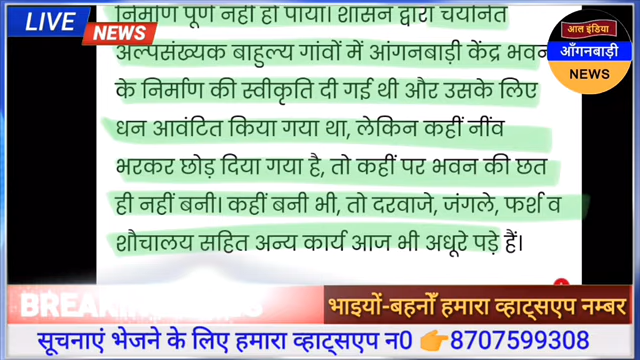 LIVE NEWS
आल इंडिया
आँगनबाड़ी
NEWS
निर्माण पूर्ण नहीं हो पाया। शासन द्वारा चयनित
अल्पसंख्यक बाहुल्य गांवों में आंगनबाड़ी केंद्र भवन
के निर्माण की स्वीकृति दी गई थी और उसके लिए
धन आवंटित किया गया था, लेकिन कहीं नींव
भरकर छोड़ दिया गया है, तो कहीं पर भवन की छत
ही नहीं बनी। कहीं बनी भी, तो दरवाजे, जंगले, फर्श व
शौचालय सहित अन्य कार्य आज भी अधूरे पड़े हैं।
भाइयों-बहनोँ हमारा व्हाट्सएप नम्बर
सूचनाएं भेजने के लिए हमारा व्हाट्सएप न0 👉8707599308